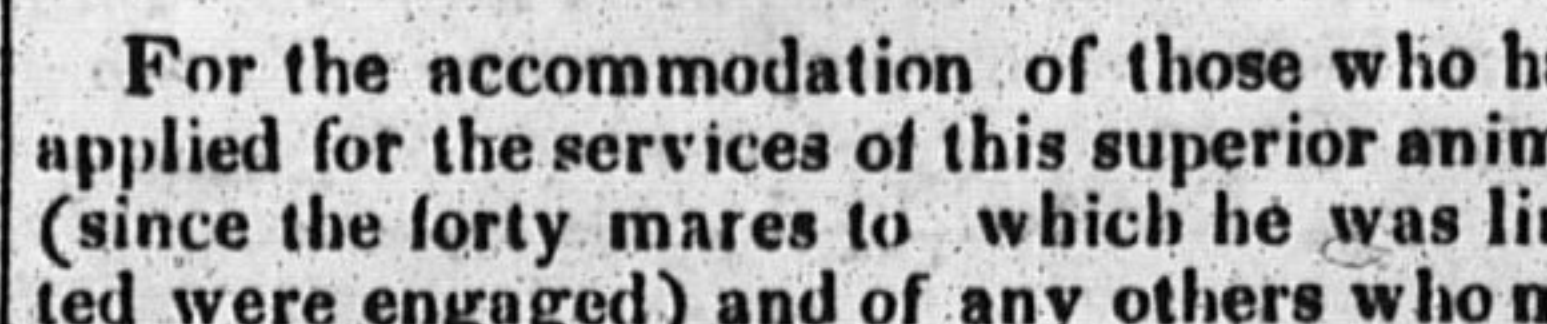 For the accommodation of those who
applied for the services of this superior
(since the forty mares to which he was
ted were engaged) and of any others who